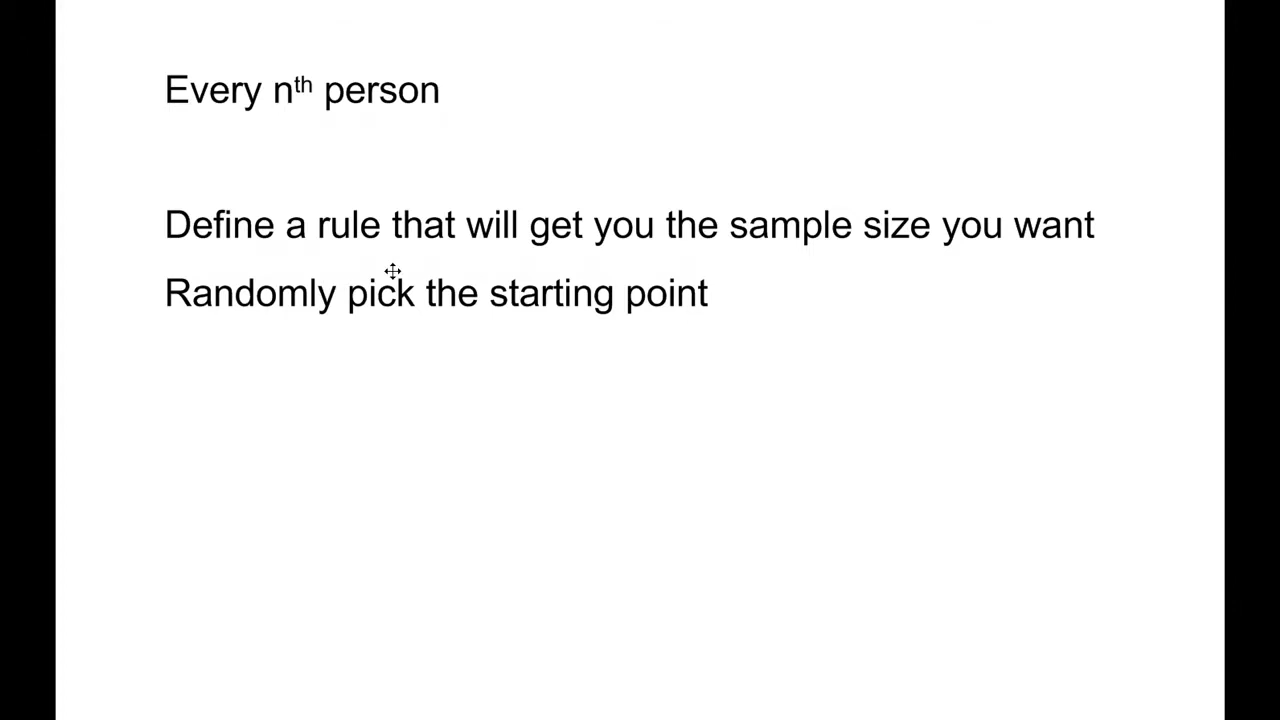 Every nth person
Define a rule that will get you the sample size you want
Randomly pick the starting point